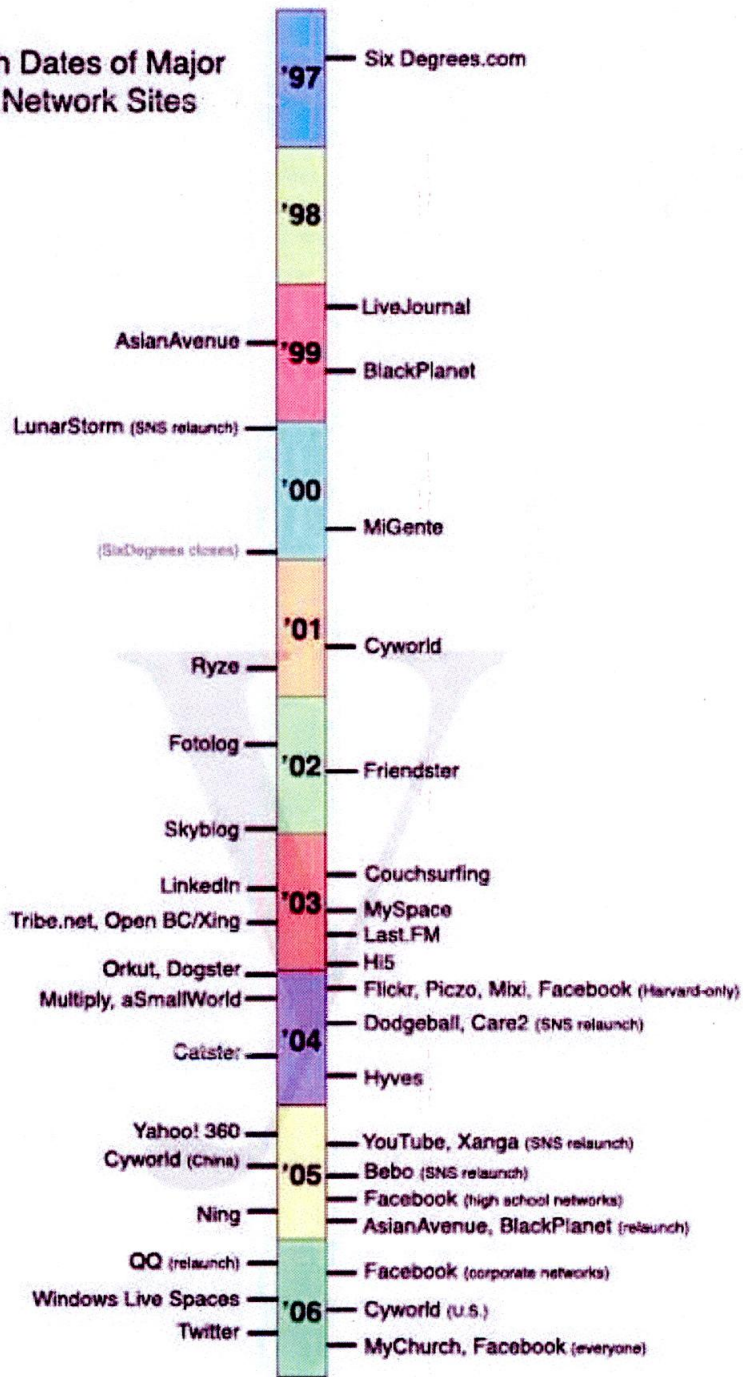 n Dates of Major
Network Sites
'97
Six Degrees.com
'98
'99
LiveJournal
AsianAvenue
BlackPlanet
'00
LunarStorm (SNS relaunch)
MiGente
(SixDegrees closes)
'01
Cyworld
Ryze
'02
Fotolog
Friendster
Skyblog
'03
Couchsurfing
LinkedIn
MySpace
Tribe.net, Open BC/Xing
Last.FM
Hi5
Orkut, Dogster
'04
Flickr, Piczo, Mixi, Facebook (Harvard-only)
Multiply, aSmallWorld
Dodgeball, Care2 (SNS relaunch)
Catster
Hyves
'05
Yahoo! 360
YouTube, Xanga (SNS relaunch)
Cyworld (China)
Bebo (SNS relaunch)
Facebook (high school networks)
Ning
AsianAvenue, BlackPlanet (relaunch)
'06
QQ (relaunch)
Facebook (corporate networks)
Windows Live Spaces
Cyworld (U.S.)
Twitter
MyChurch, Facebook (everyone)